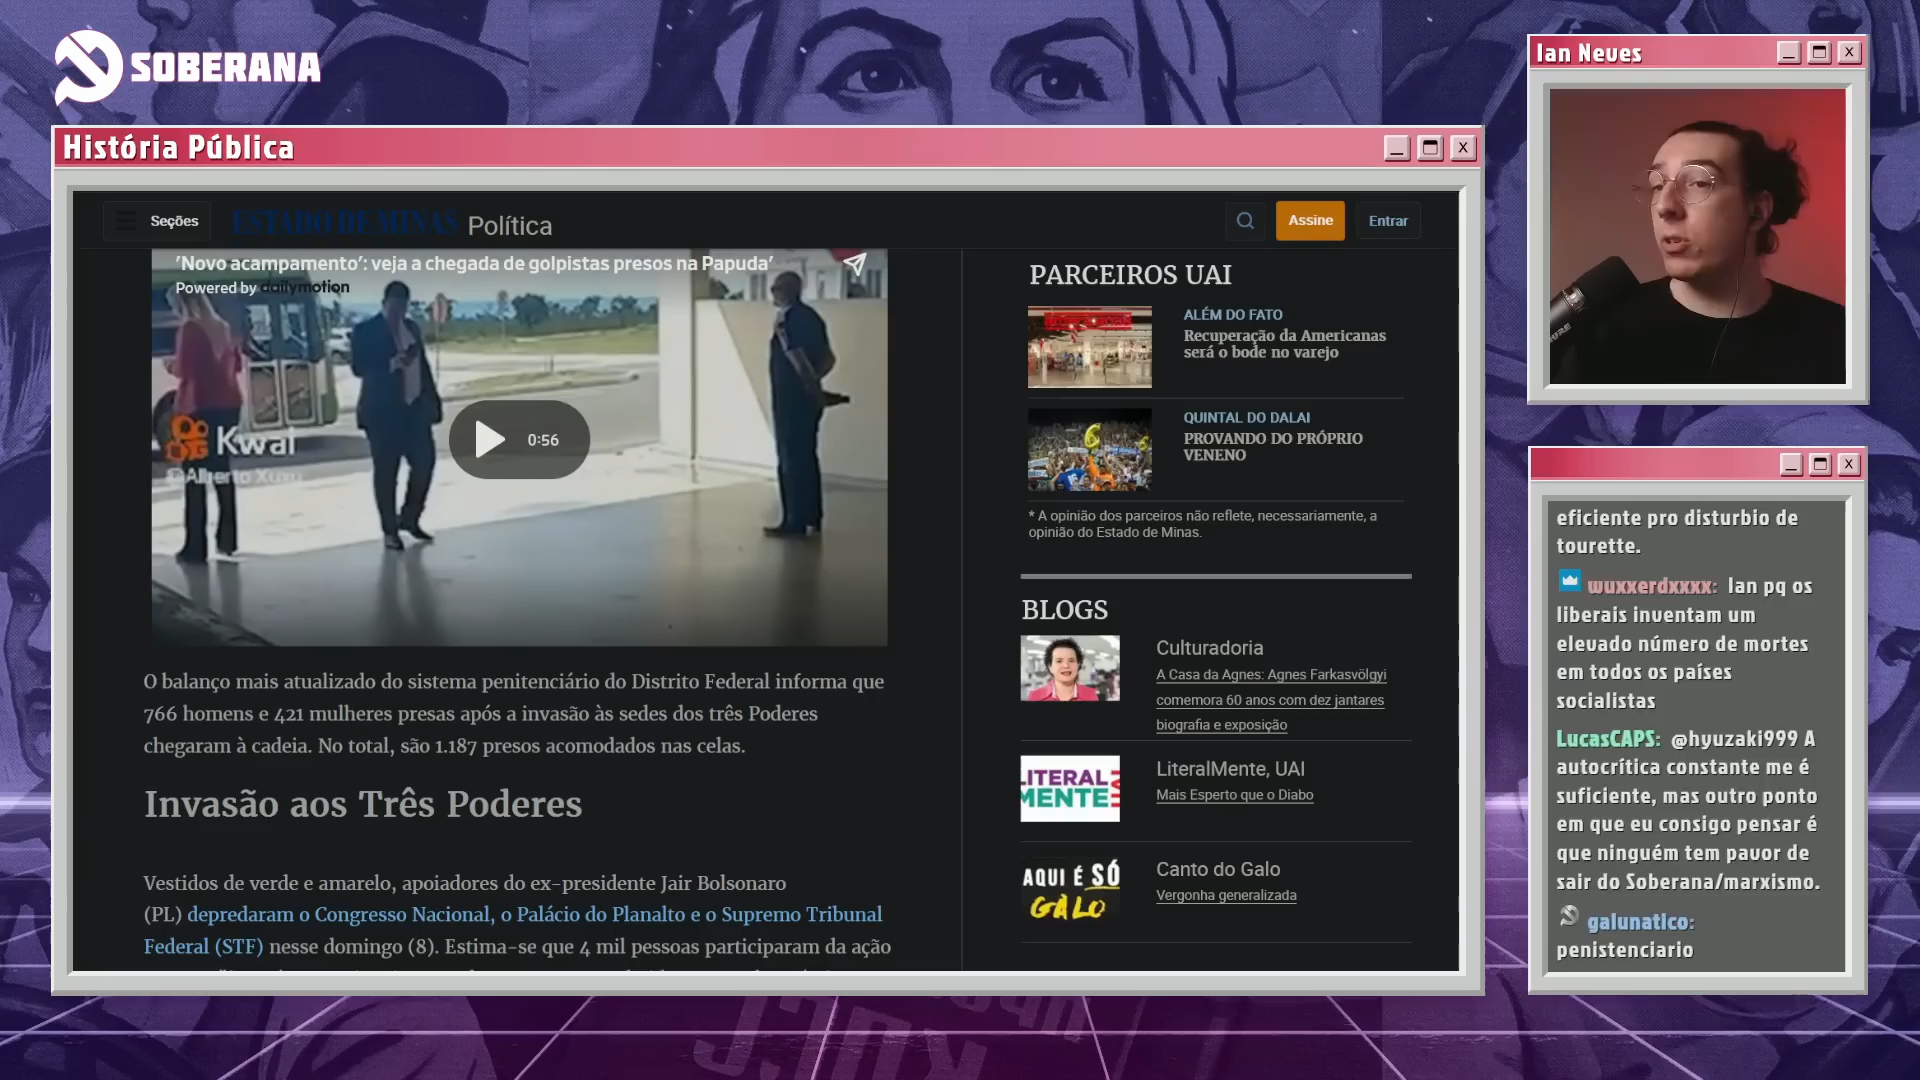 SOBERANA
História Pública
Seções
ESTADO DE MINAS Política
Assine
Entrar
'Novo acampamento': veja a chegada de golpistas presos na Papuda'
Powered by dailymotion
0:56
Kwai
@Alberto Xuxu
O balanço mais atualizado do sistema penitenciário do Distrito Federal informa que
766 homens e 421 mulheres presas após a invasão às sedes dos três Poderes
chegaram à cadeia. No total, são 1.187 presos acomodados nas celas.
Invasão aos Três Poderes
Vestidos de verde e amarelo, apoiadores do ex-presidente Jair Bolsonaro
(PL) depredaram o Congresso Nacional, o Palácio do Planalto e o Supremo Tribunal
Federal (STF) nesse domingo (8). Estima-se que 4 mil pessoas participaram da ação
PARCEIROS UAI
ALÉM DO FATO
Recuperação da Americanas
será o bode no varejo
QUINTAL DO DALAI
PROVANDO DO PRÓPRIO
VENENO
* A opinião dos parceiros não reflete, necessariamente, a
opinião do Estado de Minas.
BLOGS
Culturadoria
A Casa da Agnes: Agnes Farkasvölgyi
comemora 60 anos com dez jantares
biografia e exposição
LITERAL
MENTE
UAI
LiteralMente, UAI
Mais Esperto que o Diabo
AQUI É SÓ
GALO
Canto do Galo
Vergonha generalizada
Ian Neves
eficiente pro disturbio de
tourette.
wuxxerdxxxx: Ian pq os
liberais inventam um
elevado número de mortes
em todos os países
socialistas
LucasCAPS: @hyuzaki999 A
autocrítica constante me é
suficiente, mas outro ponto
em que eu consigo pensar é
que ninguém tem pavor de
sair do Soberana/marxismo.
galunatico:
penistenciario